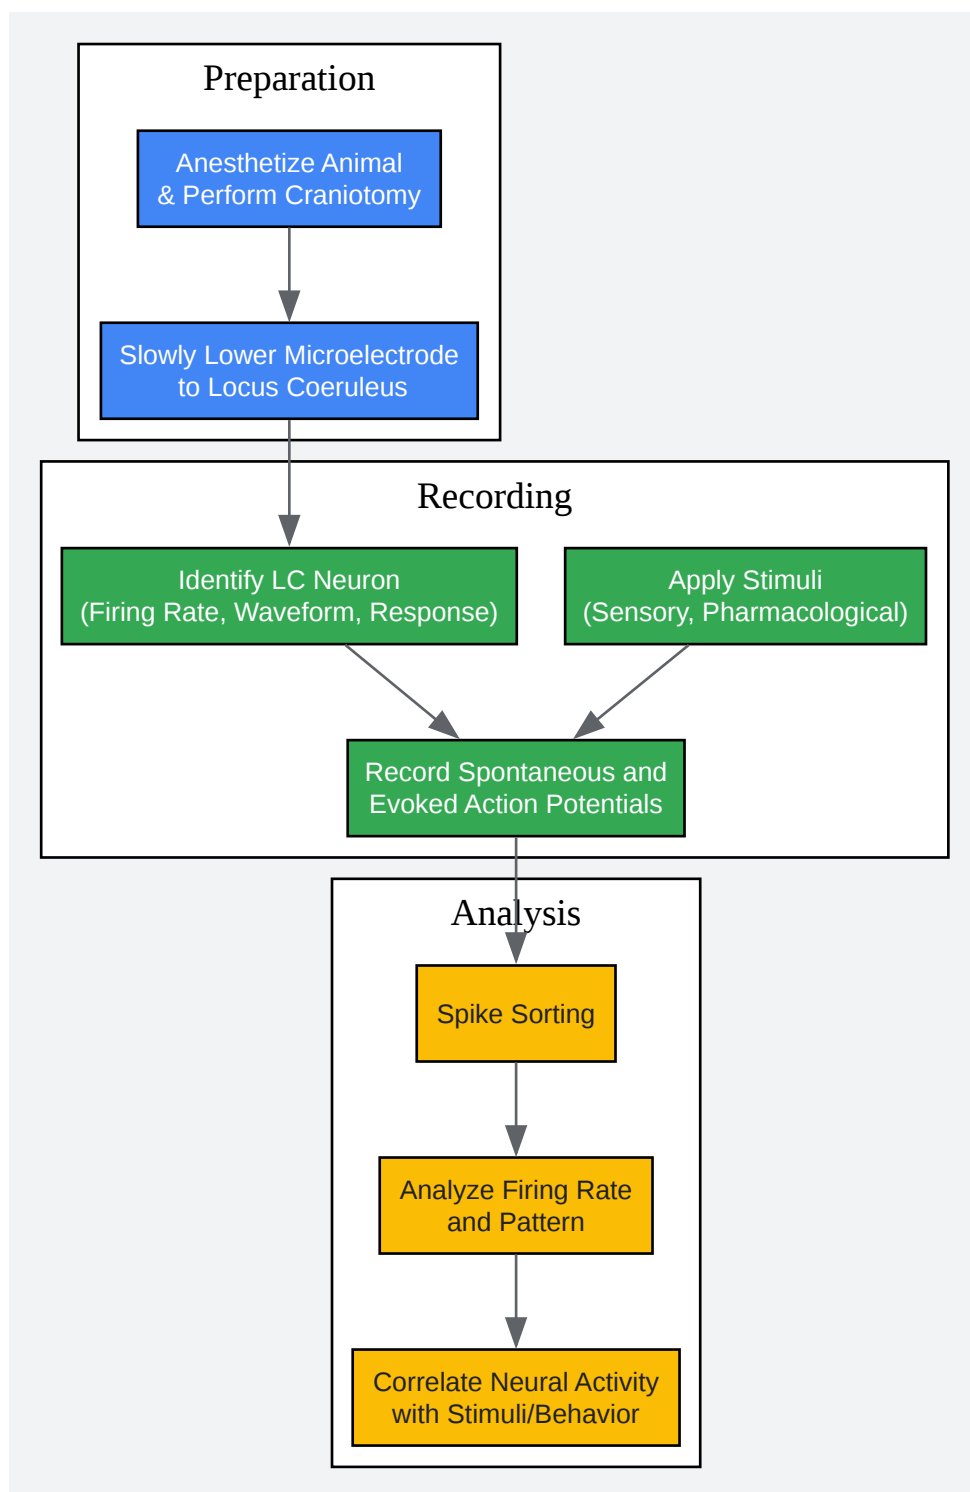 Preparation
Anesthetize Animal
& Perform Craniotomy
Slowly Lower Microelectrode
to Locus Coeruleus
Recording
Identify LC Neuron
(Firing Rate, Waveform, Response)
Apply Stimuli
(Sensory, Pharmacological)
Record Spontaneous and
Evoked Action Potentials
Analysis
Spike Sorting
Analyze Firing Rate
and Pattern
Correlate Neural Activity
with Stimuli/Behavior